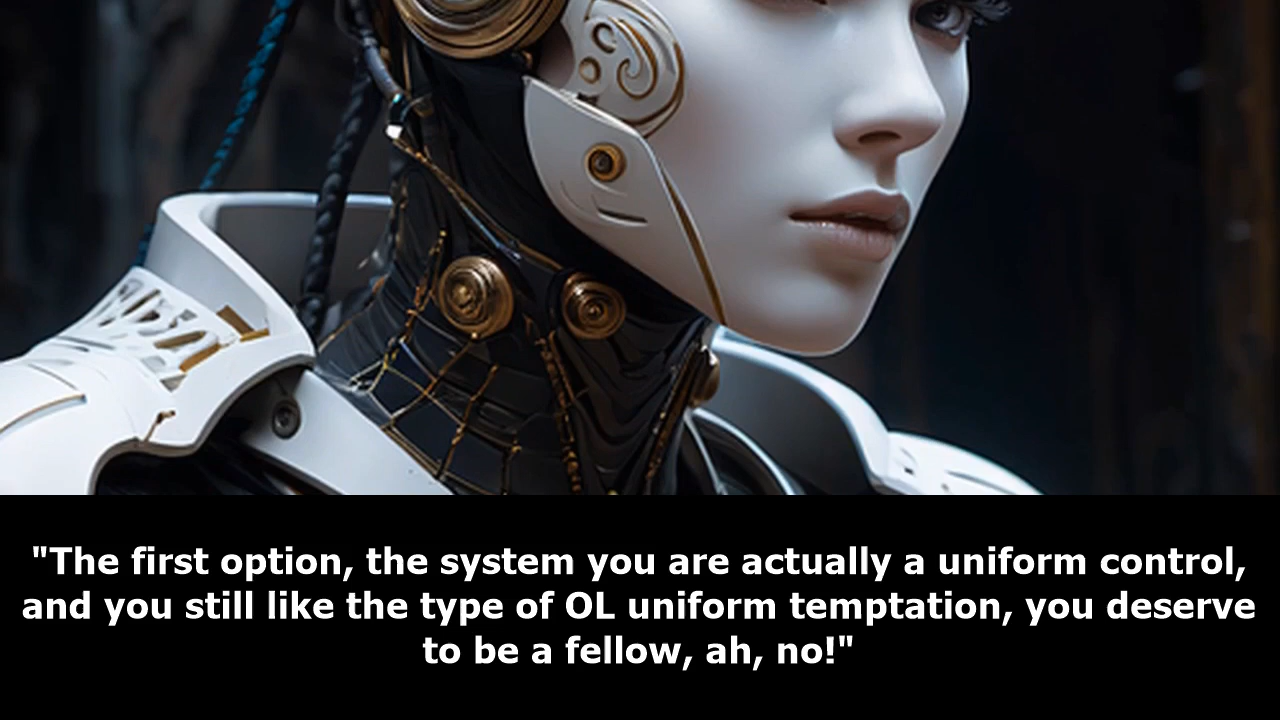 "The first option, the system you are actually a uniform control,
and you still like the type of OL uniform temptation, you deserve
to be a fellow, ah, no!"